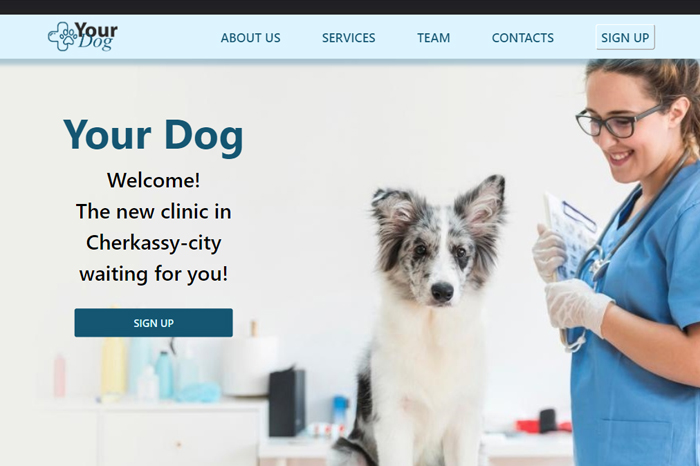 Your
Dog
ABOUT US
SERVICES
TEAM
CONTACTS
SIGN UP
Your Dog
Welcome!
The new clinic in
Cherkassy-city
waiting for you!
SIGN UP